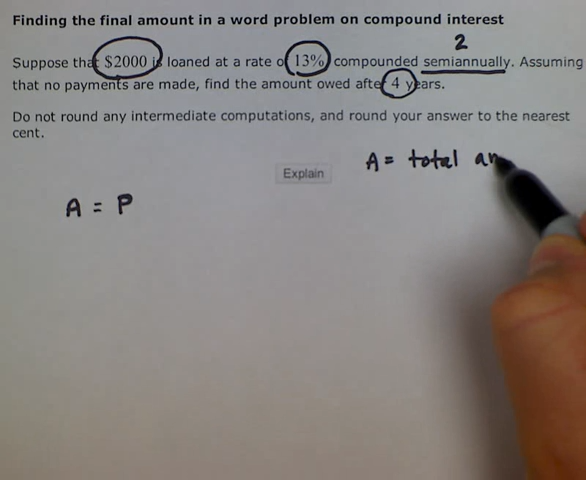 Finding the final amount in a word problem on compound interest
2
Suppose that $2000 is loaned at a rate of 13% compounded semiannually. Assuming
that no payments are made, find the amount owed after 4 years.
Do not round any intermediate computations, and round your answer to the nearest
cent.
A = total am
Explain
A = P